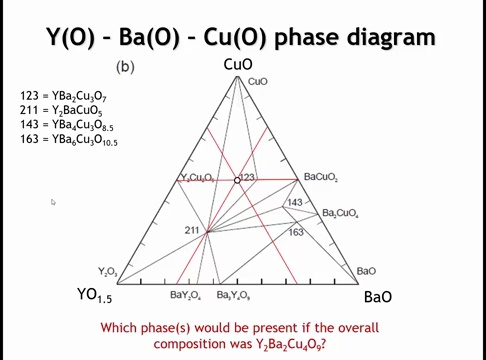 Y(O) – Ba(O) – Cu(O) phase diagram
(b)
CuO
CuO
123 = YBa₂Cu₃O₇
211 = Y₂BaCuO₅
143 = YBa₄Cu₃O₈.₅
163 = YBa₆Cu₃O₁₀.₅
Y₂Cu₂O₅
123
BaCuO₂
143
Ba₂CuO₄
211
163
Y₂O₃
BaO
YO₁.₅
BaY₂O₄
BaO
Which phase(s) would be present if the overall
composition was Y₂Ba₂Cu₄O₉?